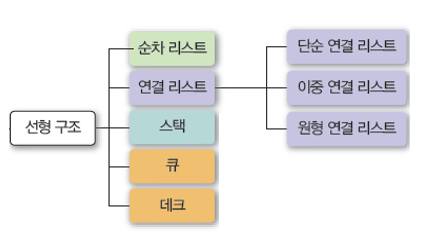 선형 구조
순차 리스트
연결 리스트
스택
큐
데크
단순 연결 리스트
이중 연결 리스트
원형 연결 리스트